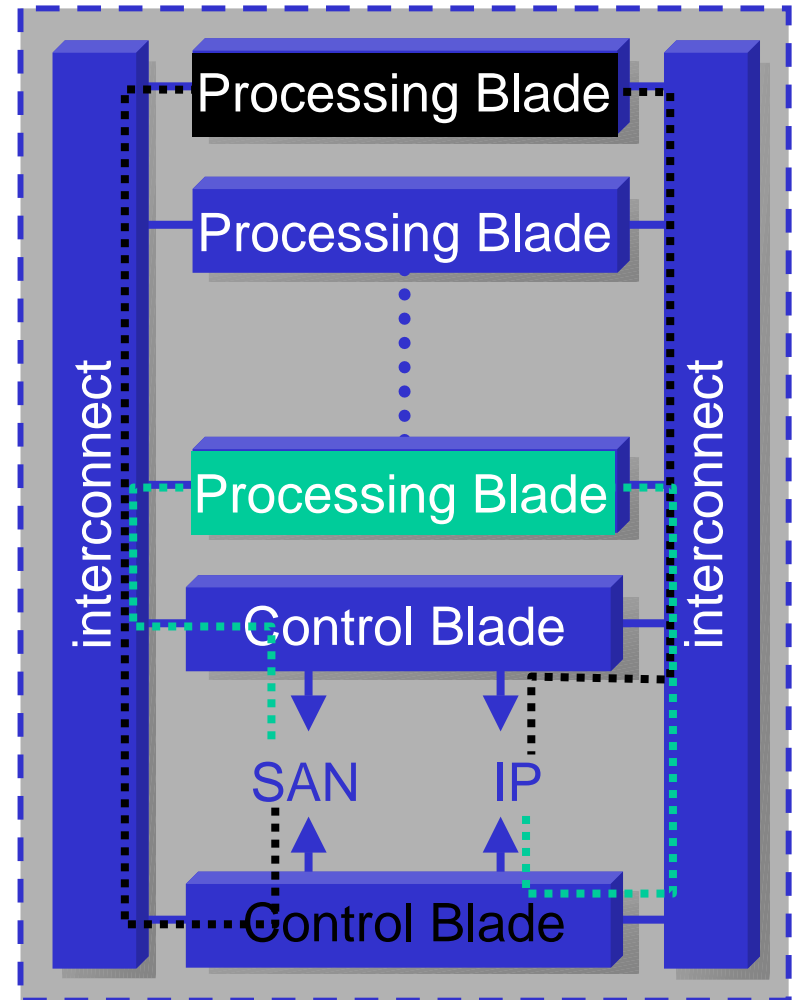 Processing Blade
Processing Blade
interconnect
interconnect
Processing Blade
Control Blade
SAN
IP
Control Blade